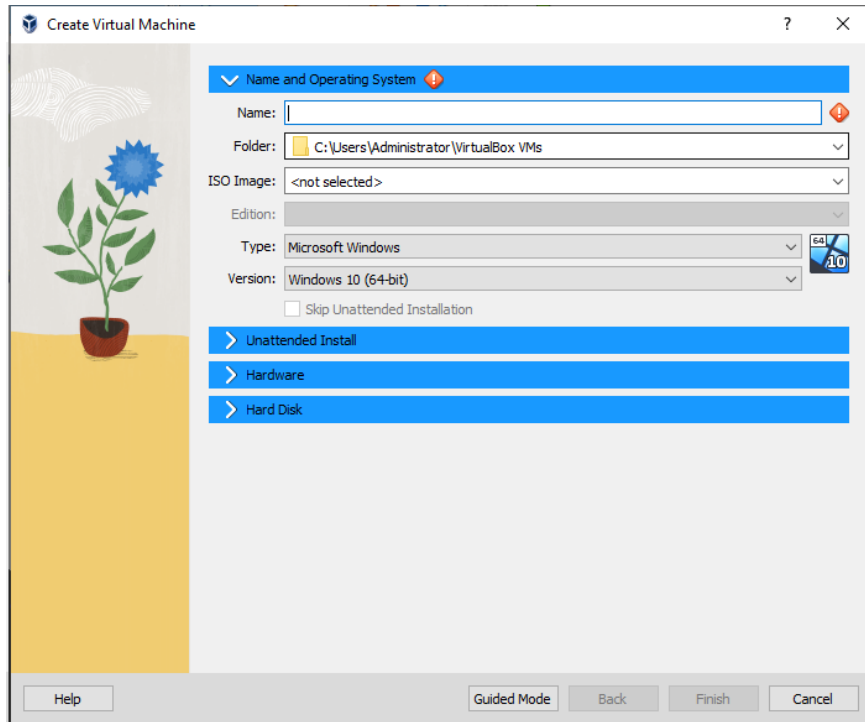 Create Virtual Machine
?
Name and Operating System
Name:
Folder: C:\Users\Administrator\VirtualBox VMs
ISO Image: <not selected>
Edition:
Type: Microsoft Windows
64
10
Version: Windows 10 (64-bit)
Skip Unattended Installation
Unattended Install
Hardware
Hard Disk
Help Guided Mode Back Finish Cancel